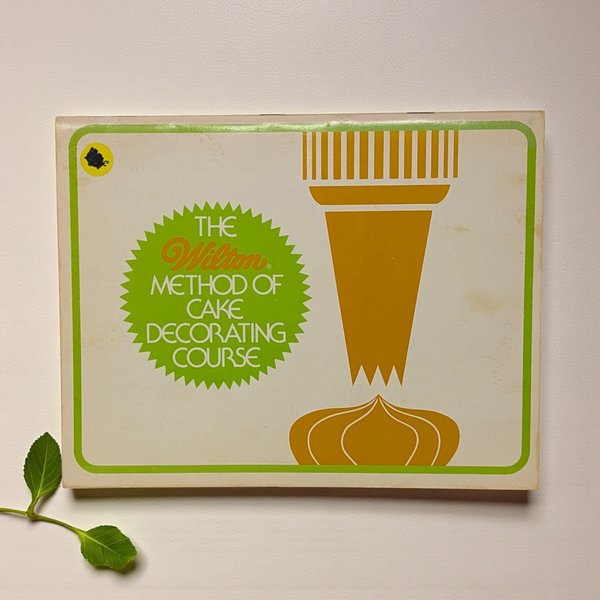 THE
Wilton®
METHOD OF
CAKE
DECORATING
COURSE